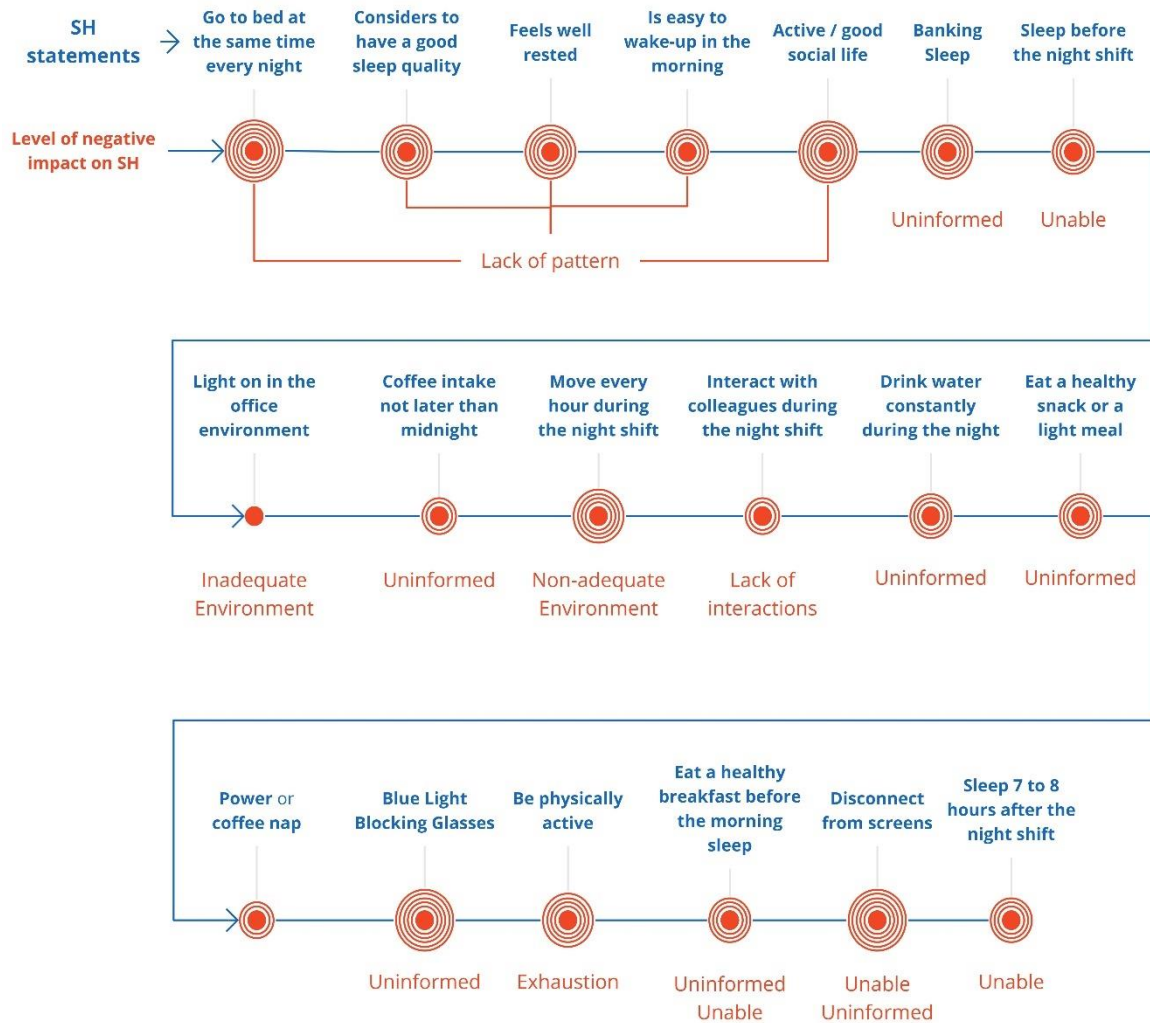 SH
statements
Go to bed at
the same time
every night
Considers to
have a good
sleep quality
Feels well
rested
Is easy to
wake-up in the
morning
Active / good
social life
Banking
Sleep
Sleep before
the night shift
Level of negative
impact on SH
Uninformed
Unable
Lack of pattern
Light on in the
office
environment
Coffee intake
not later than
midnight
Move every
hour during
the night shift
Interact with
colleagues during
the night shift
Drink water
constantly
during the night
Eat a healthy
snack or a
light meal
Inadequate
Environment
Uninformed
Non-adequate
Environment
Lack of
interactions
Uninformed
Uninformed
Power or
coffee nap
Blue Light
Blocking Glasses
Be physically
active
Eat a healthy
breakfast before
the morning
sleep
Disconnect
from screens
Sleep 7 to 8
hours after the
night shift
Uninformed
Exhaustion
Uninformed
Unable
Unable
Uninformed
Unable